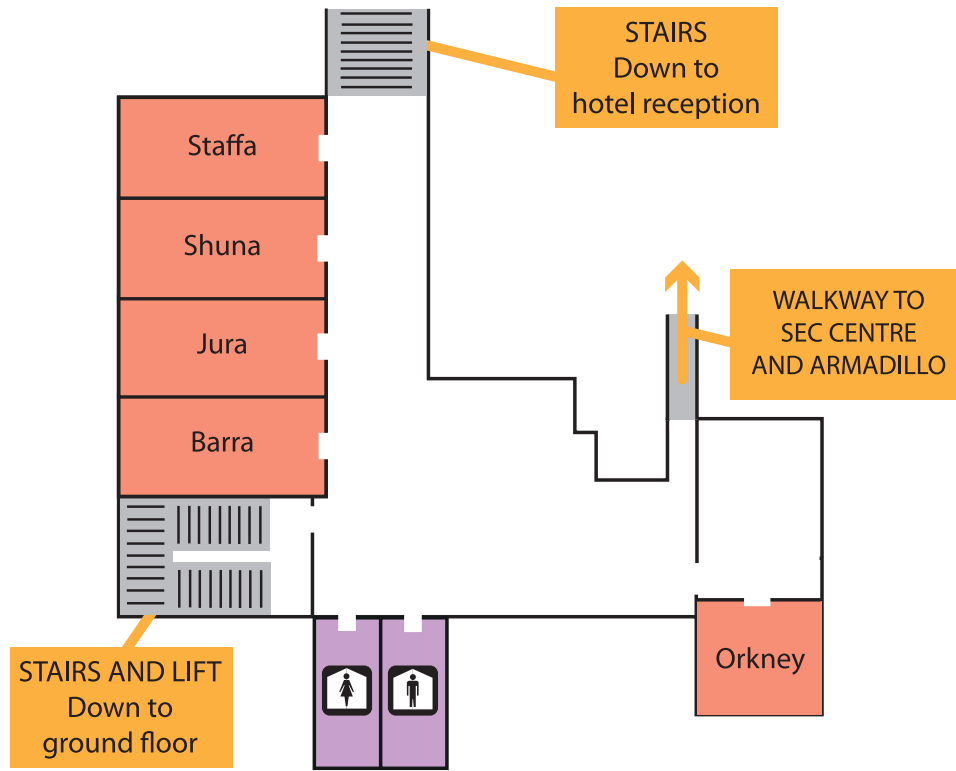 STAIRS
Down to
hotel reception
Staffa
Shuna
Jura
Barra
WALKWAY TO
SEC CENTRE
AND ARMADILLO
Orkney
STAIRS AND LIFT
Down to
ground floor